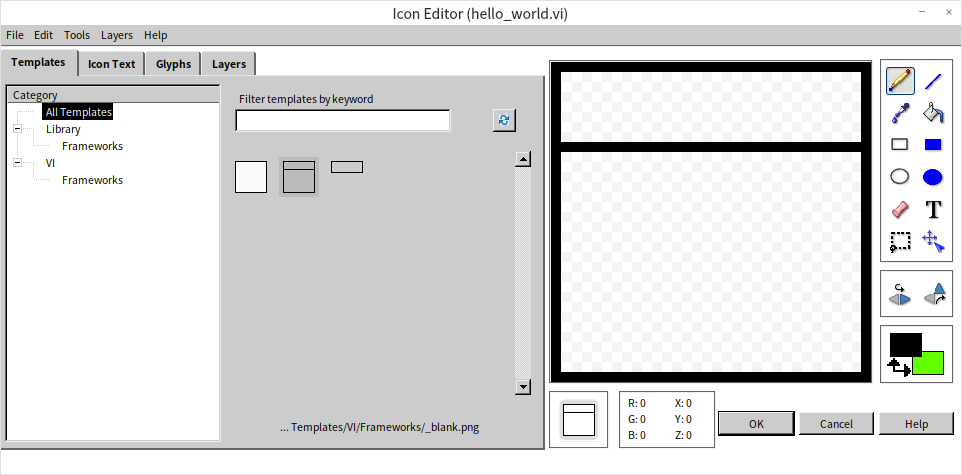 Icon Editor (hello_world.vi)
File Edit Tools Layers Help
Templates Icon Text Glyphs Layers
Category
All Templates
Library
Frameworks
VI
Frameworks
Filter templates by keyword
... Templates/VI/Frameworks/_blank.png
T
R: 0 X: 0
G: 0 Y: 0
B: 0 Z: 0
OK Cancel Help